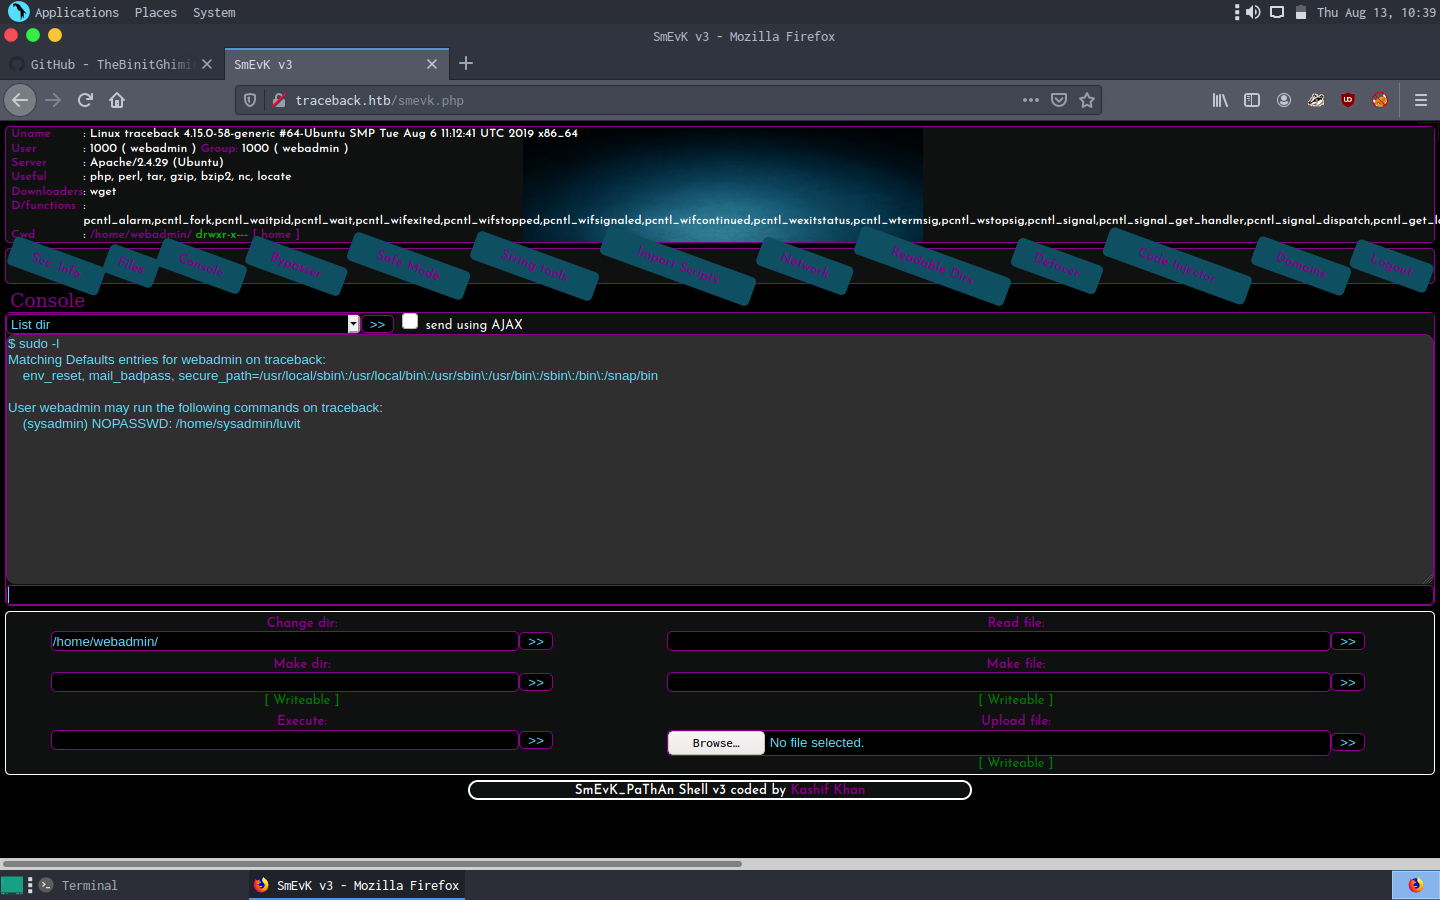 Applications Places System Thu Aug 13, 10:39
SmEvK v3 - Mozilla Firefox
GitHub - TheBinitGhimi SmEvK v3
traceback.htb/smevk.php
Uname : Linux traceback 4.15.0-58-generic #64-Ubuntu SMP Tue Aug 6 11:12:41 UTC 2019 x86_64
User : 1000 ( webadmin ) Group: 1000 ( webadmin )
Server : Apache/2.4.29 (Ubuntu)
Useful : php, perl, tar, gzip, bzip2, nc, locate
Downloaders: wget
D/functions :
pcntl_alarm,pcntl_fork,pcntl_waitpid,pcntl_wait,pcntl_wifexited,pcntl_wifstopped,pcntl_wifsignaled,pcntl_wifcontinued,pcntl_wexitstatus,pcntl_wtermsig,pcntl_wstopsig,pcntl_signal,pcntl_signal_get_handler,pcntl_signal_dispatch,pcntl_get_l
Cwd : /home/webadmin/ drwxr-x--- [ home ]
Sec. Info Files Console Bypasser Safe Mode String tools Import Scripts Network Readable Dirs Defacer Code Injector Domains Logout
Console
List dir >> send using AJAX
$ sudo -l
Matching Defaults entries for webadmin on traceback:
env_reset, mail_badpass, secure_path=/usr/local/sbin\:/usr/local/bin\:/usr/sbin\:/usr/bin\:/sbin\:/bin\:/snap/bin
User webadmin may run the following commands on traceback:
(sysadmin) NOPASSWD: /home/sysadmin/luvit
Change dir: Read file:
/home/webadmin/ >> >>
Make dir: Make file:
>> >>
[ Writeable ] [ Writeable ]
Execute: Upload file:
>> Browse... No file selected. >>
[ Writeable ]
SmEvK_PaThAn Shell v3 coded by Kashif Khan
Terminal SmEvK v3 - Mozilla Firefox